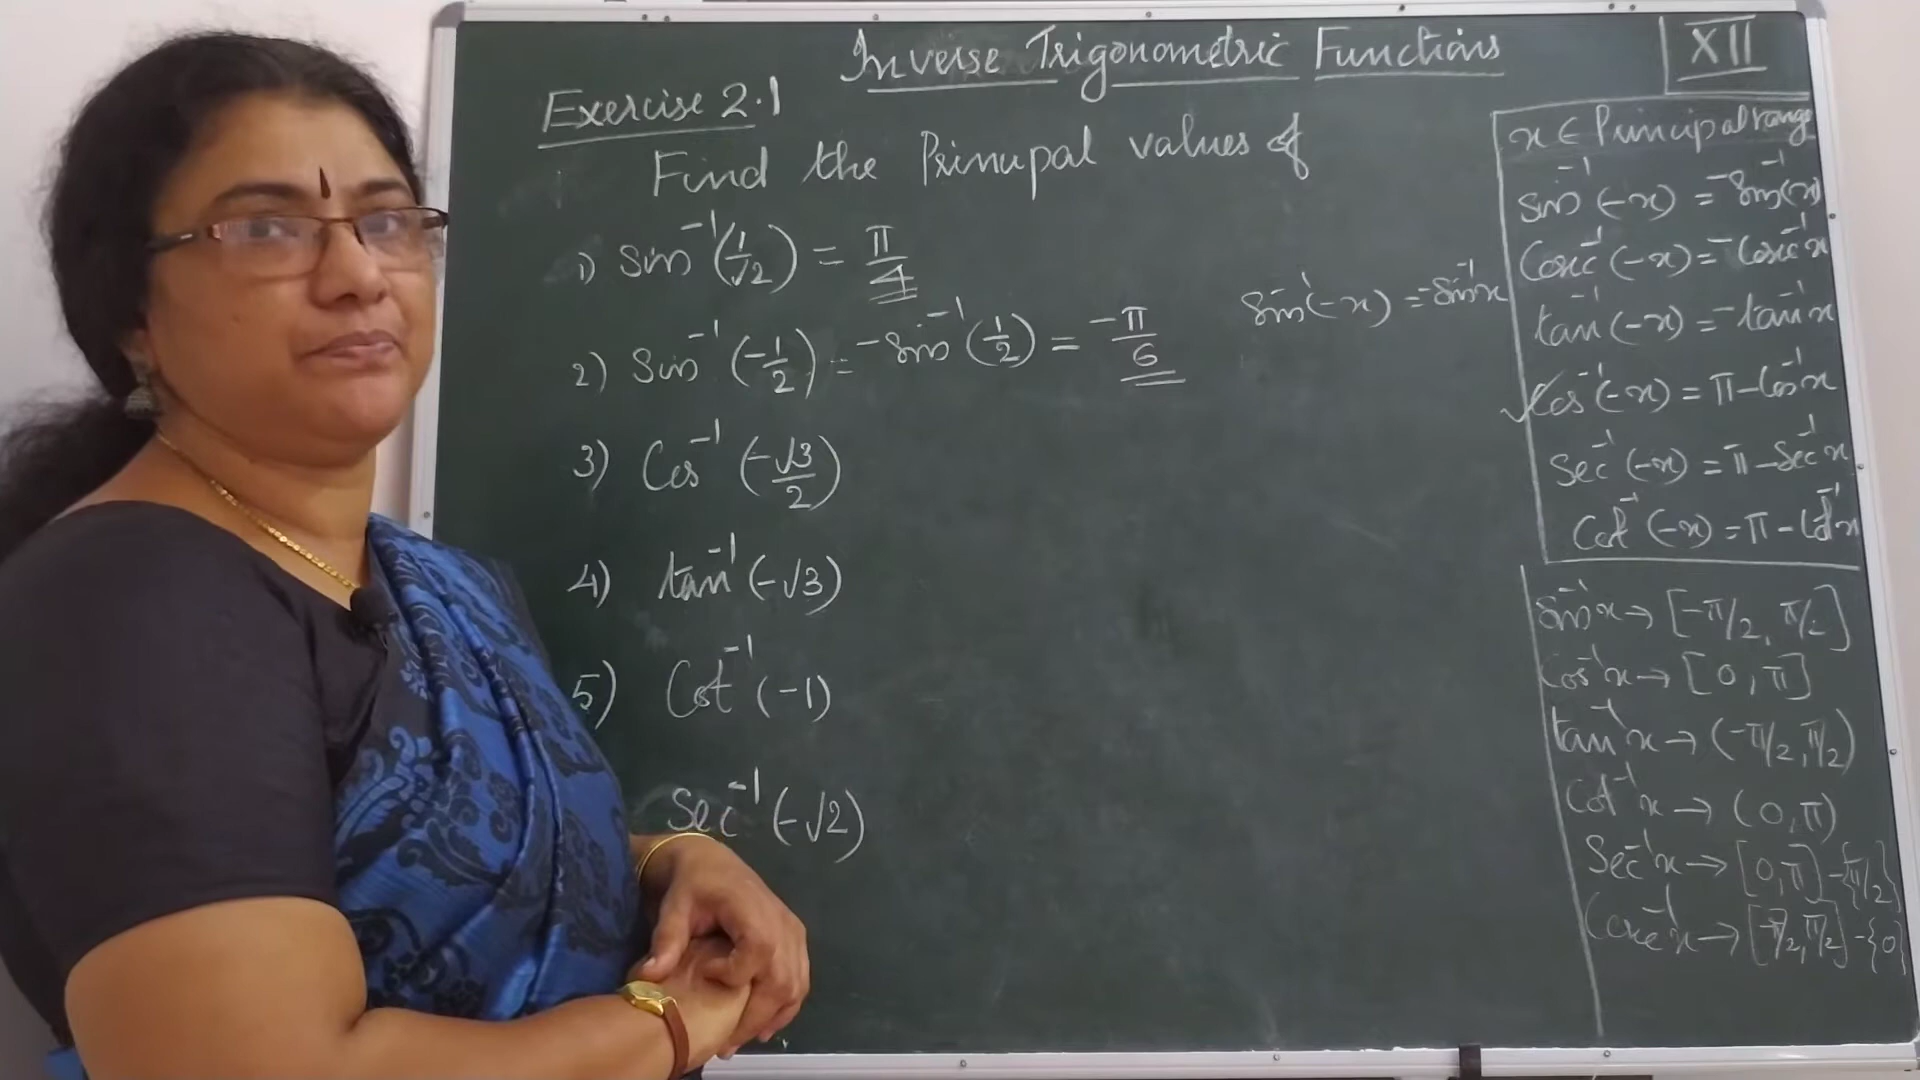 Inverse Trigonometric Functions
XII
Exercise 2.1
Find the Principal values of
1) Sin⁻¹(1/√2) = π/4
2) Sin⁻¹(-1/2) = -Sin⁻¹(1/2) = -π/6
Sin⁻¹(-x) = -Sin⁻¹x
3) Cos⁻¹(-√3/2)
4) tan⁻¹(-√3)
5) Cot⁻¹(-1)
Sec⁻¹(-√2)
x ∈ Principal range
Sin⁻¹(-x) = -Sin⁻¹(x)
Cosec⁻¹(-x) = -Cosec⁻¹x
tan⁻¹(-x) = -tan⁻¹x
✓Cos⁻¹(-x) = π-Cos⁻¹x
Sec⁻¹(-x) = π-Sec⁻¹x
Cot⁻¹(-x) = π-Cot⁻¹x
Sin⁻¹x → [-π/2, π/2]
Cos⁻¹x → [0, π]
tan⁻¹x → (-π/2, π/2)
Cot⁻¹x → (0, π)
Sec⁻¹x → [0, π] - {π/2}
Cosec⁻¹x → [-π/2, π/2] - {0}